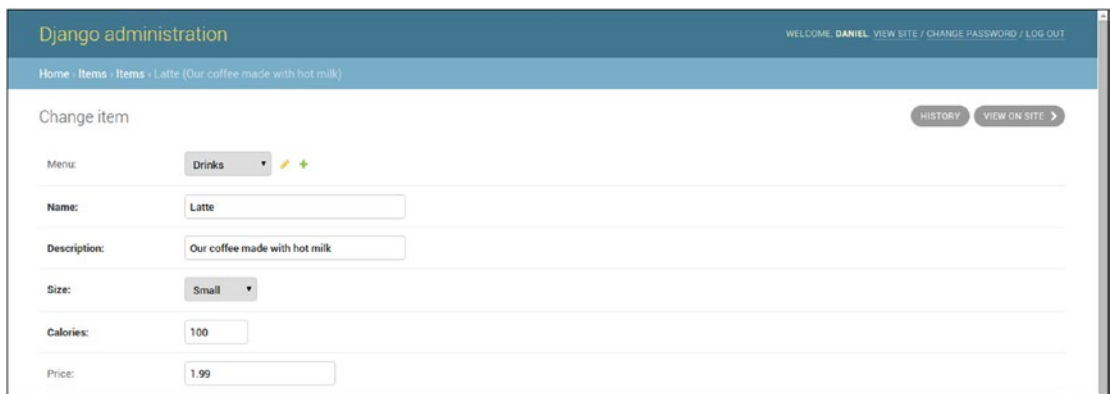 Django administration
WELCOME, DANIEL. VIEW SITE / CHANGE PASSWORD / LOG OUT
Home › Items › Items › Latte (Our coffee made with hot milk)
Change item
HISTORY
VIEW ON SITE
Menu: Drinks
Name: Latte
Description: Our coffee made with hot milk
Size: Small
Calories: 100
Price: 1.99